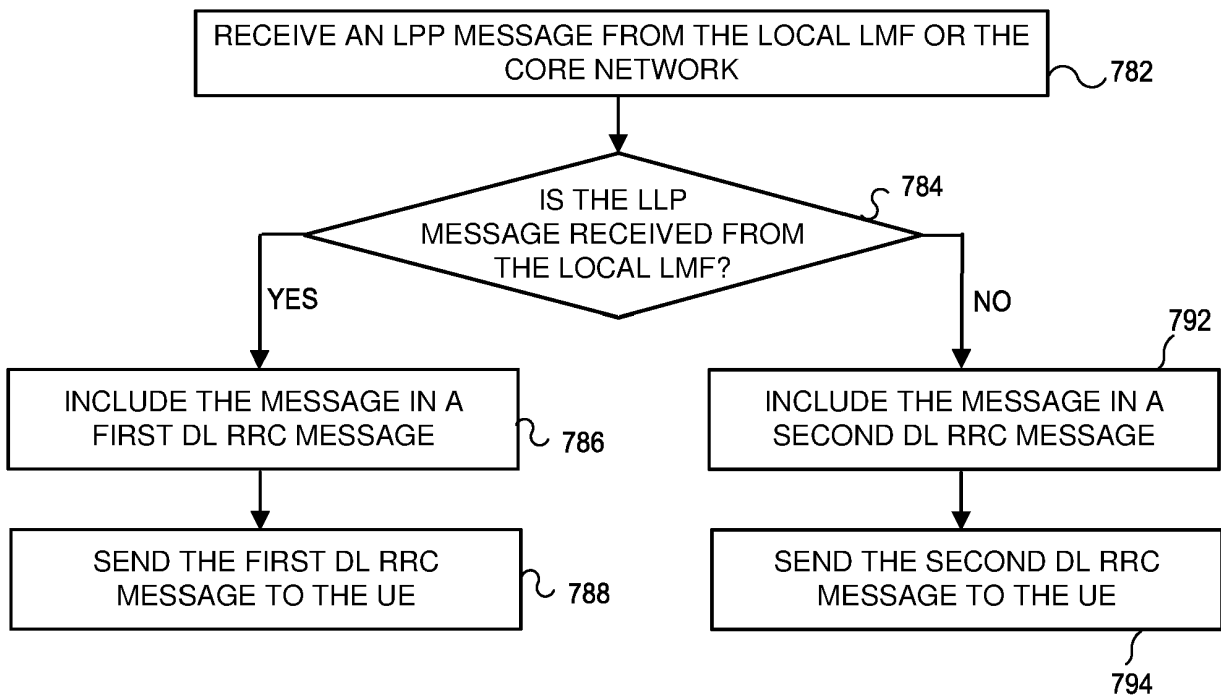 RECEIVE AN LPP MESSAGE FROM THE LOCAL LMF OR THE
CORE NETWORK
782
IS THE LLP
MESSAGE RECEIVED FROM
THE LOCAL LMF?
784
YES
NO
792
INCLUDE THE MESSAGE IN A
FIRST DL RRC MESSAGE
786
INCLUDE THE MESSAGE IN A
SECOND DL RRC MESSAGE
SEND THE FIRST DL RRC
MESSAGE TO THE UE
788
SEND THE SECOND DL RRC
MESSAGE TO THE UE
794